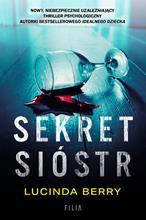 NOWY, NIEBEZPIECZNIE UZALEŻNIAJĄCY
THRILLER PSYCHOLOGICZNY
AUTORKI BESTSELLEROWEGO IDEALNEGO DZIECKA
SEKRET
SIÓSTR
LUCINDA BERRY
FILIA